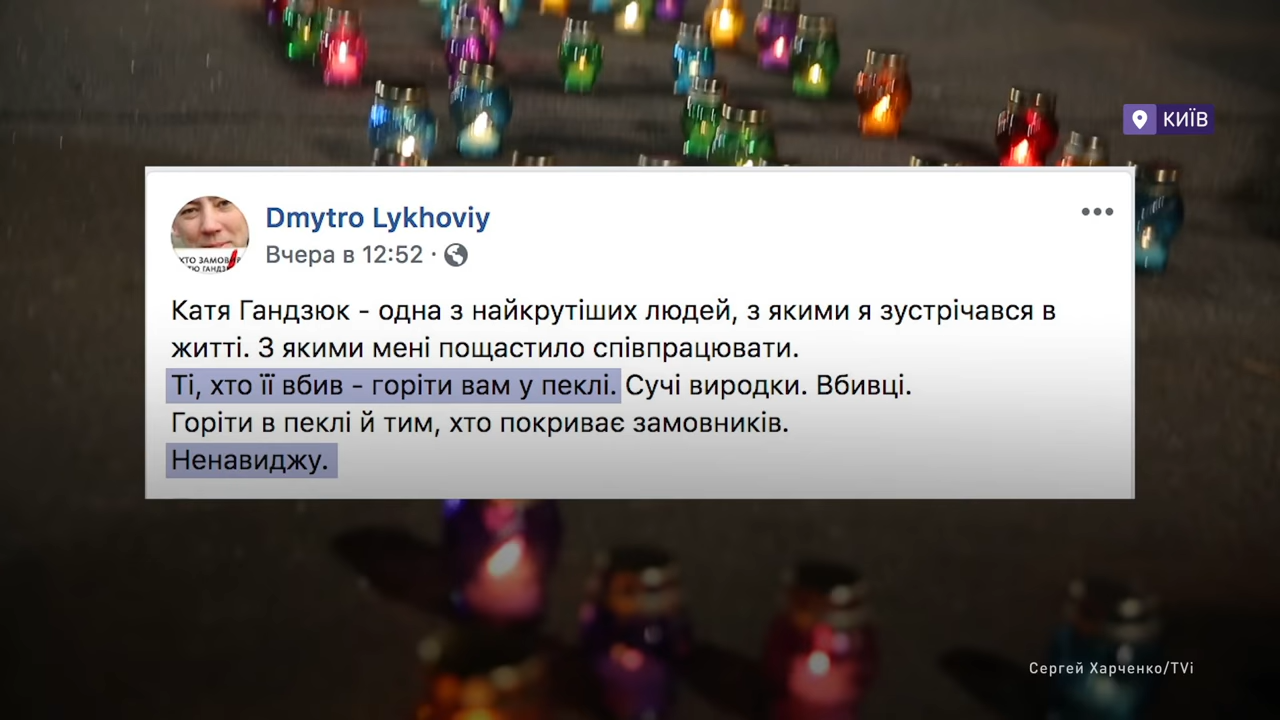 КИЇВ
Dmytro Lykhoviy
Вчера в 12:52 ·
ХТО ЗАМОВИВ
Катя Гандзюк - одна з найкрутіших людей, з якими я зустрічався в
житті. З якими мені пощастило співпрацювати.
Ті, хто її вбив - горіти вам у пеклі. Сучі виродки. Вбивці.
Горіти в пеклі й тим, хто покриває замовників.
Ненавиджу.
Сергей Харченко/TVi